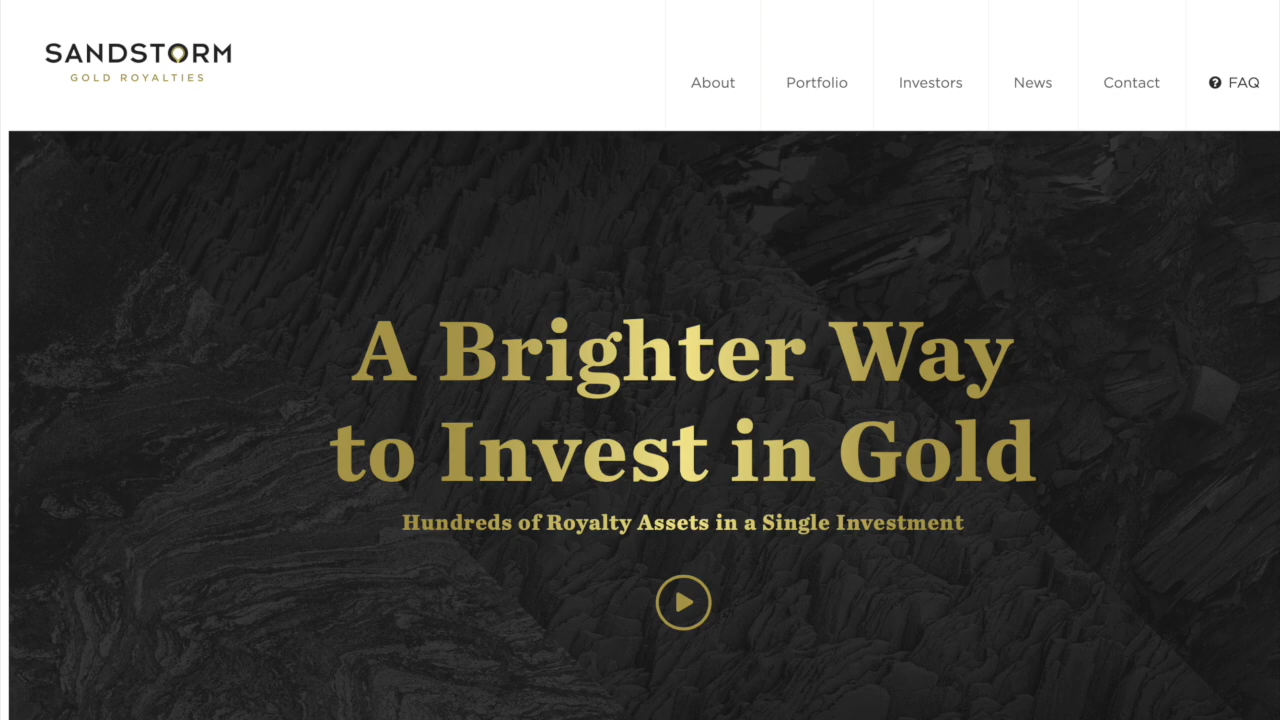 SANDSTORM
GOLD ROYALTIES
About
Portfolio
Investors
News
Contact
FAQ
A Brighter Way
to Invest in Gold
Hundreds of Royalty Assets in a Single Investment